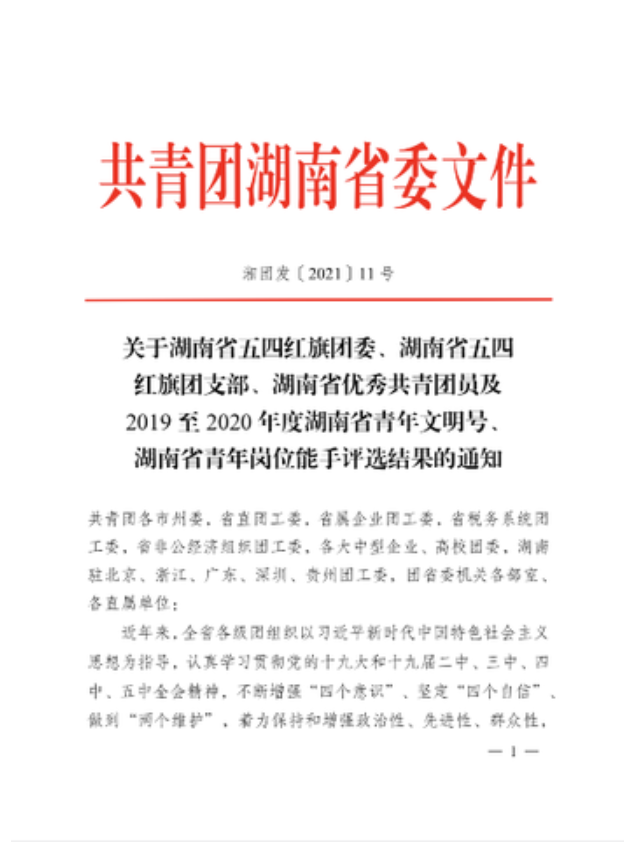 共青团湖南省委文件
湘团发〔2021〕11 号
关于湖南省五四红旗团委、湖南省五四
红旗团支部、湖南省优秀共青团员及
2019 至 2020 年度湖南省青年文明号、
湖南省青年岗位能手评选结果的通知
共青团各市州委，省直团工委，省属企业团工委，省税务系统团
工委，省非公经济组织团工委，各大中型企业、高校团委，湖南
驻北京、浙江、广东、深圳、贵州团工委，团省委机关各部室、
各直属单位：
近年来，全省各级团组织以习近平新时代中国特色社会主义
思想为指导，认真学习贯彻党的十九大和十九届二中、三中、四
中、五中全会精神，不断增强“四个意识”、坚定“四个自信”、
做到“两个维护”，着力保持和增强政治性、先进性、群众性，
— 1 —